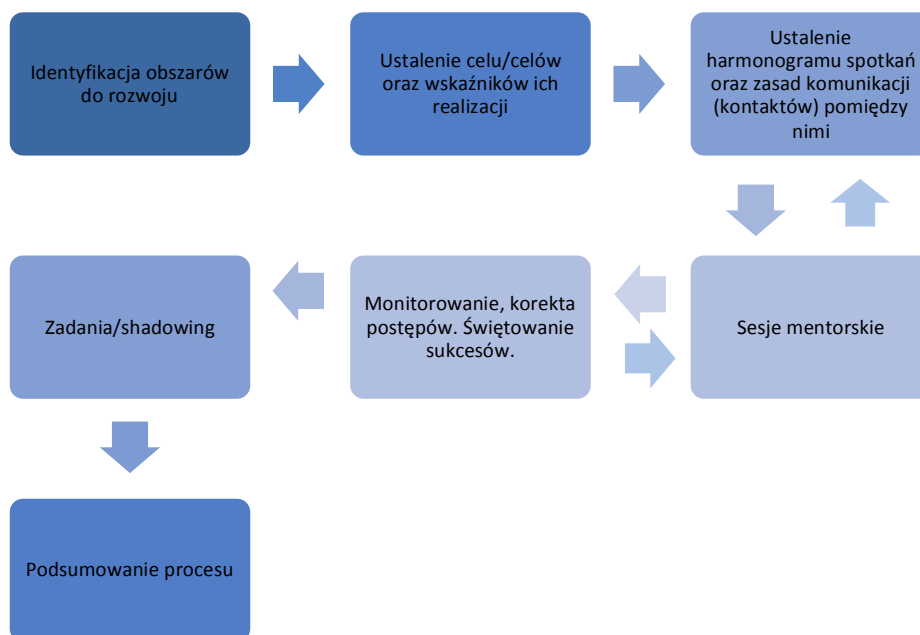 Identyfikacja obszarów
do rozwoju
Ustalenie celu/celów
oraz wskaźników ich
realizacji
Ustalenie
harmonogramu spotkań
oraz zasad komunikacji
(kontaktów) pomiędzy
nimi
Zadania/shadowing
Monitorowanie, korekta
postępów. Świętowanie
sukcesów.
Sesje mentorskie
Podsumowanie procesu